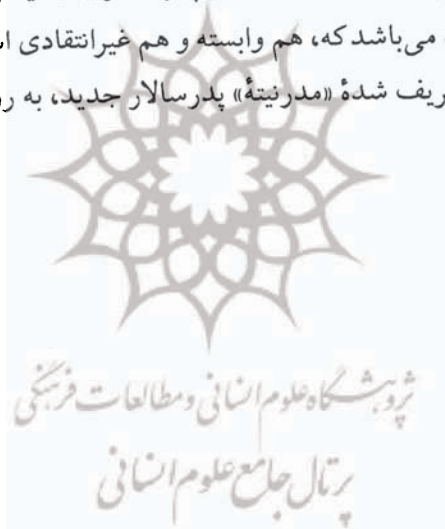 می‌باشد که، هم وابسته و هم غیرانتقادی
ریف شدهٔ «مدرنیتهٔ» پدرسالار جدید، به
پژوهشگاه علوم انسانی و مطالعات فرهنگی
پرتال جامع علوم انسانی